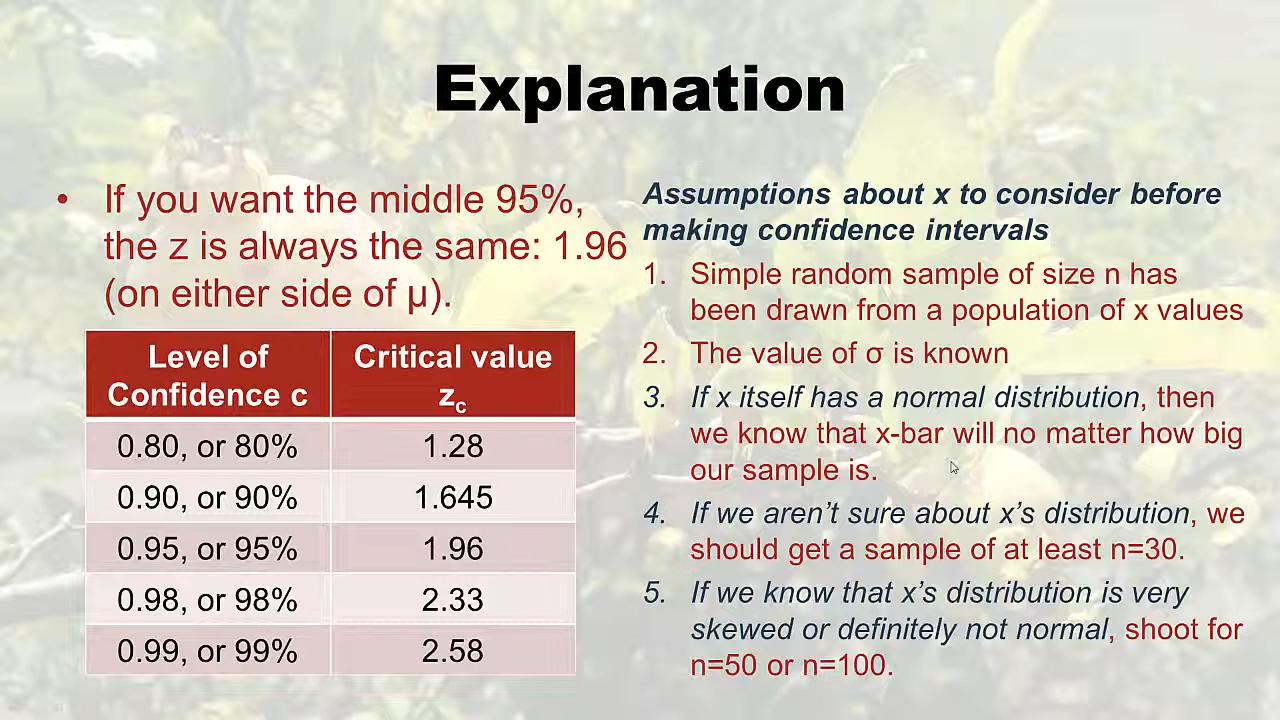 Explanation
• If you want the middle 95%,
the z is always the same: 1.96
(on either side of µ).
Level of
Confidence c
Critical value
zc
0.80, or 80% 1.28
0.90, or 90% 1.645
0.95, or 95% 1.96
0.98, or 98% 2.33
0.99, or 99% 2.58
Assumptions about x to consider before
making confidence intervals
1. Simple random sample of size n has
been drawn from a population of x values
2. The value of σ is known
3. If x itself has a normal distribution, then
we know that x-bar will no matter how big
our sample is.
4. If we aren’t sure about x’s distribution, we
should get a sample of at least n=30.
5. If we know that x’s distribution is very
skewed or definitely not normal, shoot for
n=50 or n=100.